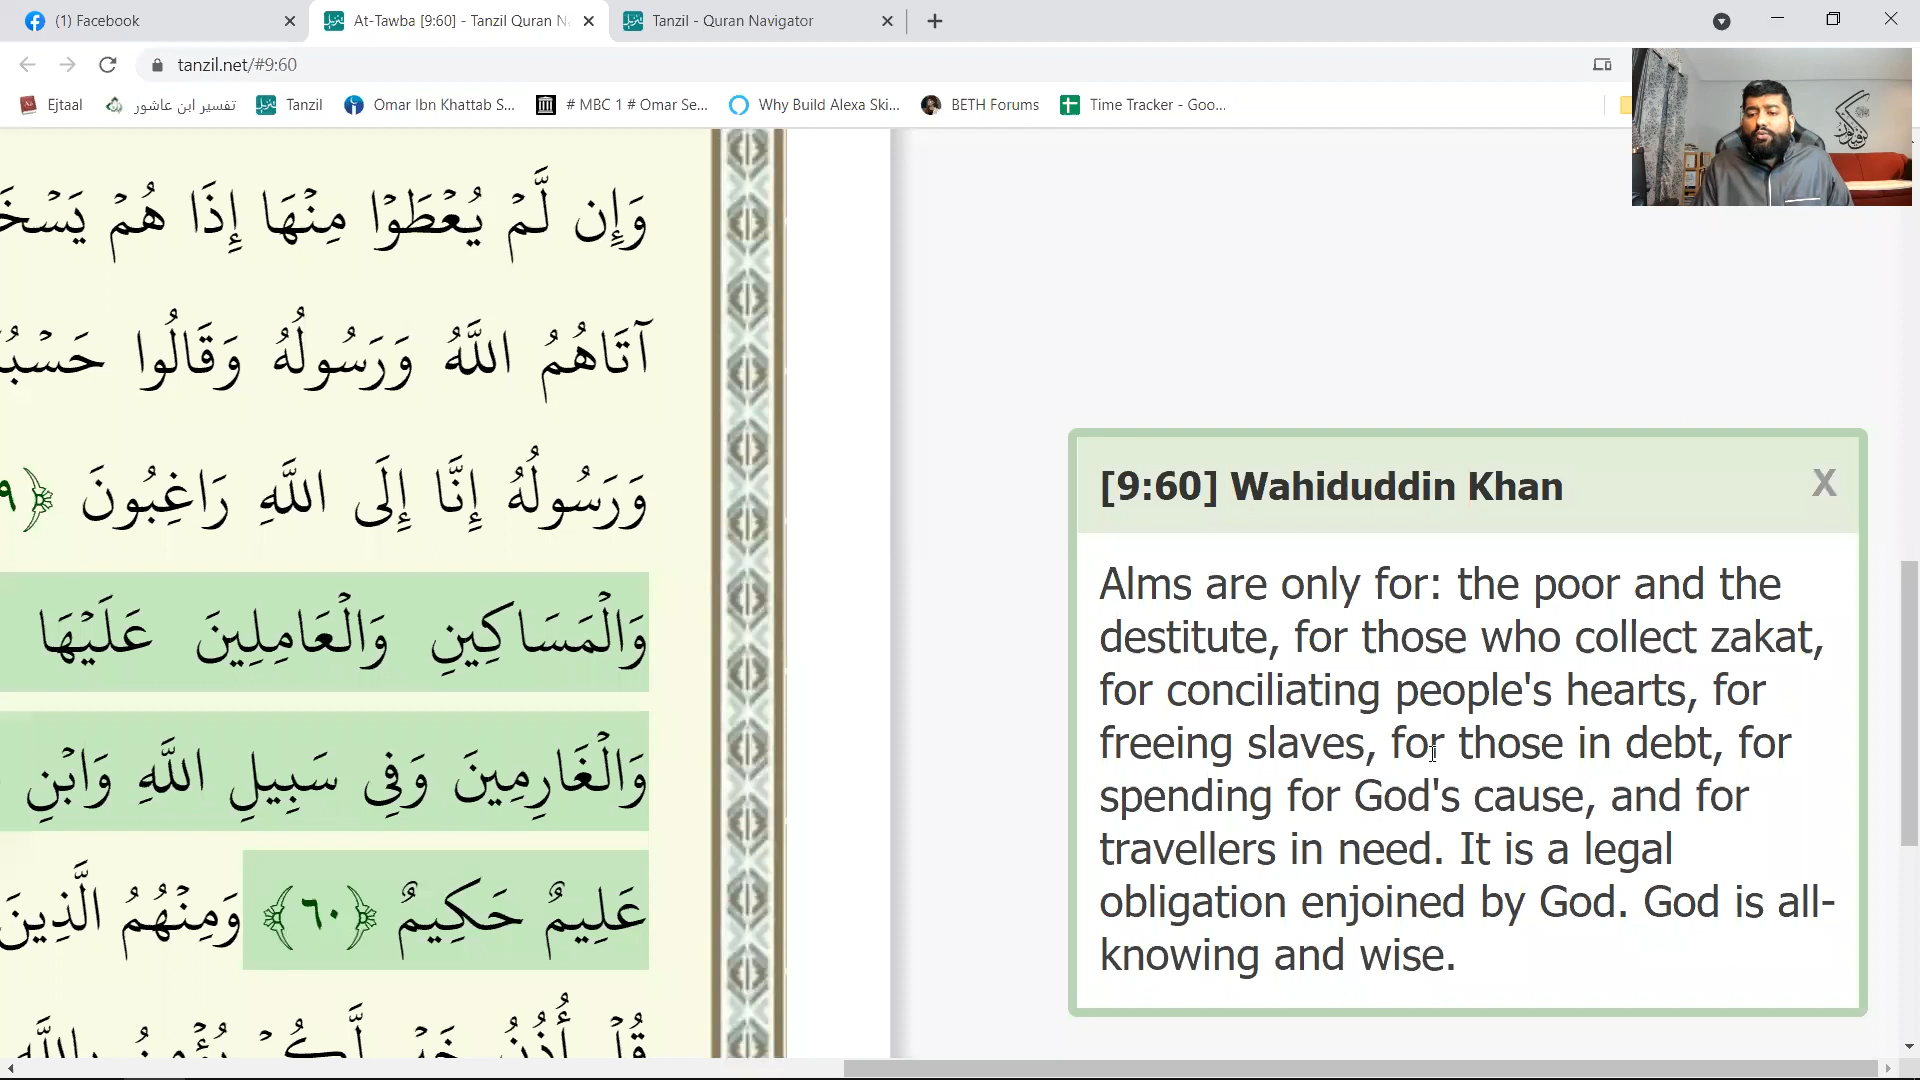 (1) Facebook
At-Tawba [9:60] - Tanzil Quran N
Tanzil - Quran Navigator
tanzil.net/#9:60
Ejtaal
تفسير ابن عاشور
Tanzil
Omar Ibn Khattab S...
# MBC 1 # Omar Se...
Why Build Alexa Ski...
BETH Forums
Time Tracker - Goo...
وَإِن لَّمْ يُعْطَوْا مِنْهَا إِذَا هُمْ
آتَاهُمُ اللَّهُ وَرَسُولُهُ وَقَالُوا
وَرَسُولُهُ إِنَّا إِلَى اللَّهِ رَاغِبُونَ
وَالْمَسَاكِينِ وَالْعَامِلِينَ عَلَيْهَا
وَالْغَارِمِينَ وَفِي سَبِيلِ اللَّهِ وَابْنِ
عَلِيمٌ حَكِيمٌ ﴿٦٠﴾ وَمِنْهُمُ الَّذِينَ
[9:60] Wahiduddin Khan
X
Alms are only for: the poor and the
destitute, for those who collect zakat,
for conciliating people's hearts, for
freeing slaves, for those in debt, for
spending for God's cause, and for
travellers in need. It is a legal
obligation enjoined by God. God is all-
knowing and wise.